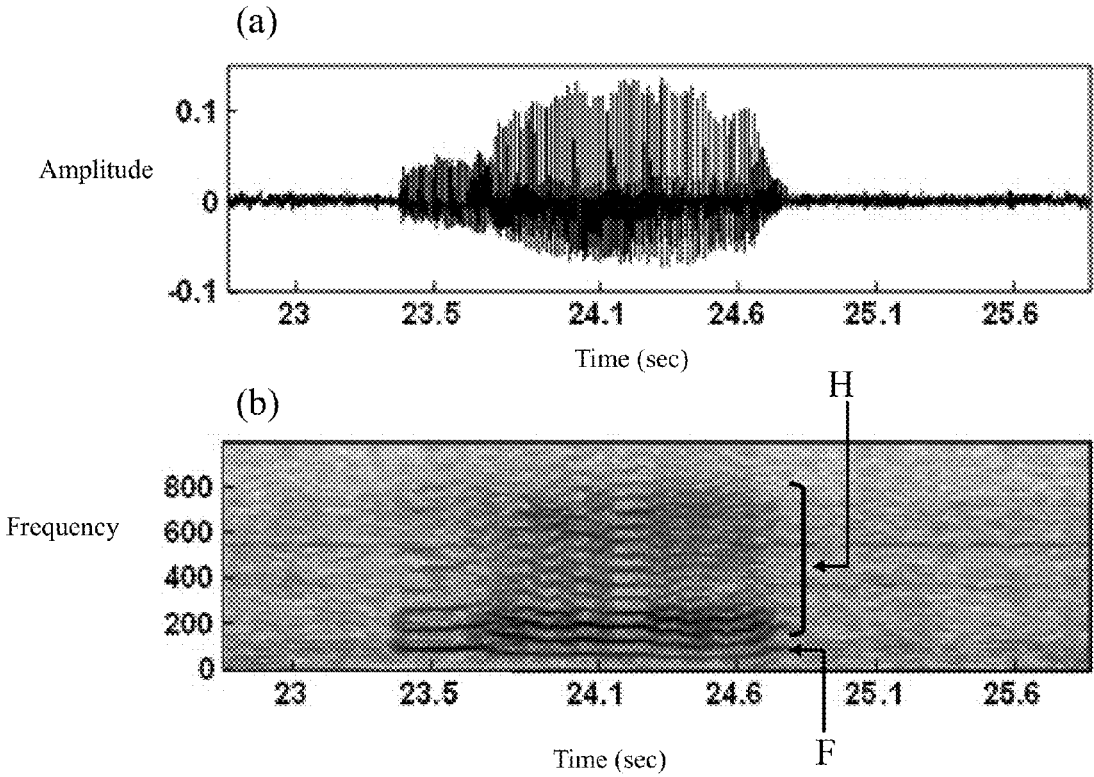 (a)
0.1
Amplitude
0
-0.1
23 23.5 24.1 24.6 25.1 25.6
Time (sec)
(b)
H
800
600
Frequency
400
200
0
23 23.5 24.1 24.6 25.1 25.6
Time (sec)
F